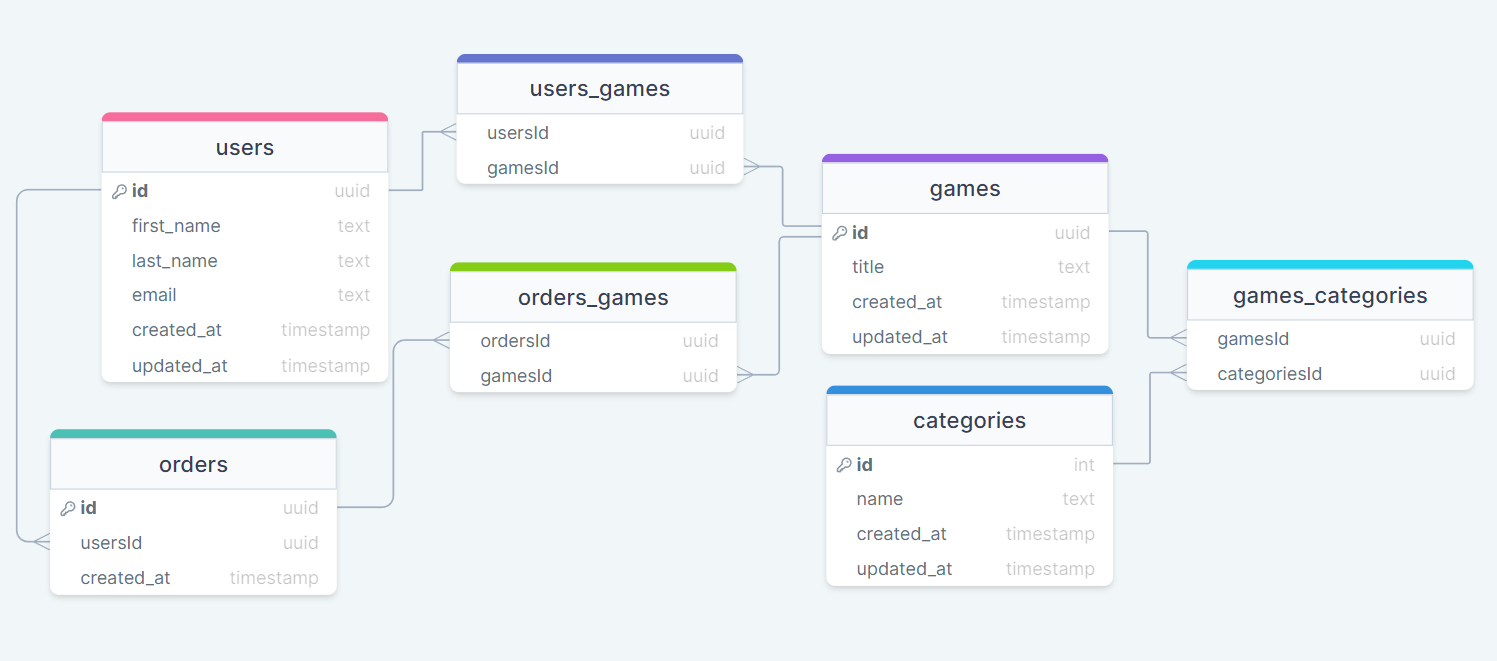 users_games
usersId uuid
gamesId uuid
users
id uuid
first_name text
last_name text
email text
created_at timestamp
updated_at timestamp
games
id uuid
title text
created_at timestamp
updated_at timestamp
orders_games
ordersId uuid
gamesId uuid
games_categories
gamesId uuid
categoriesId uuid
categories
id int
name text
created_at timestamp
updated_at timestamp
orders
id uuid
usersId uuid
created_at timestamp